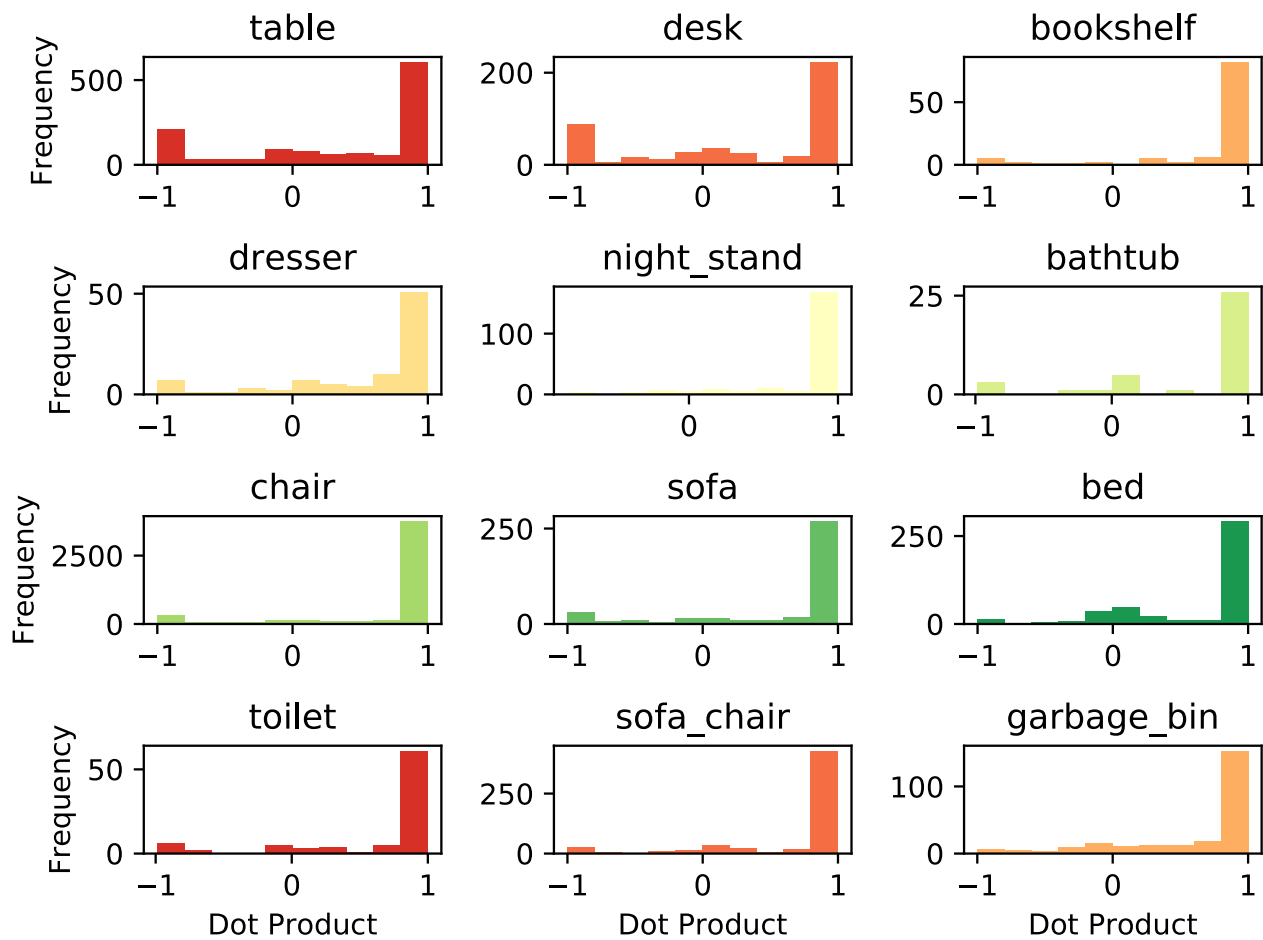 table desk bookshelf
Frequency
500
0
−1 0 1
200
0
−1 0 1
50
0
−1 0 1
dresser night_stand bathtub
Frequency
50
0
−1 0 1
100
0
0 1
25
0
−1 0 1
chair sofa bed
Frequency
2500
0
−1 0 1
250
0
−1 0 1
250
0
−1 0 1
toilet sofa_chair garbage_bin
Frequency
50
0
−1 0 1
250
0
−1 0 1
100
0
−1 0 1
Dot Product Dot Product Dot Product